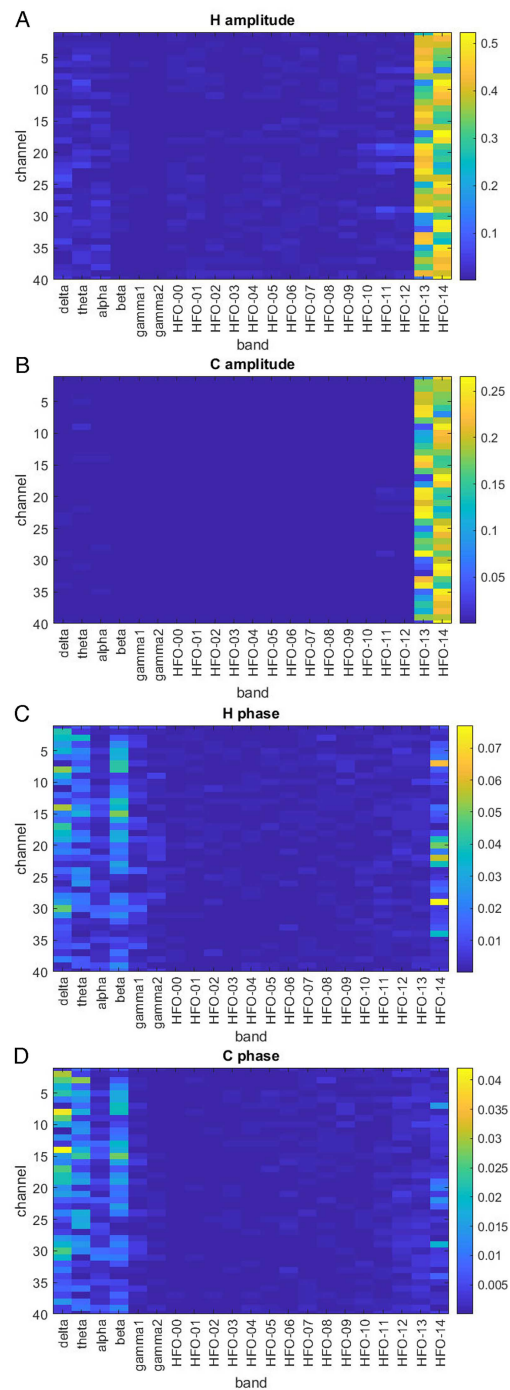 A
H amplitude
channel
5
10
15
20
25
30
35
40
delta
theta
alpha
beta
gamma1
gamma2
HFO-00
HFO-01
HFO-02
HFO-03
HFO-04
HFO-05
HFO-06
HFO-07
HFO-08
HFO-09
HFO-10
HFO-11
HFO-12
HFO-13
HFO-14
band
0.5
0.4
0.3
0.2
0.1
B
C amplitude
channel
5
10
15
20
25
30
35
40
delta
theta
alpha
beta
gamma1
gamma2
HFO-00
HFO-01
HFO-02
HFO-03
HFO-04
HFO-05
HFO-06
HFO-07
HFO-08
HFO-09
HFO-10
HFO-11
HFO-12
HFO-13
HFO-14
band
0.25
0.2
0.15
0.1
0.05
C
H phase
channel
5
10
15
20
25
30
35
40
delta
theta
alpha
beta
gamma1
gamma2
HFO-00
HFO-01
HFO-02
HFO-03
HFO-04
HFO-05
HFO-06
HFO-07
HFO-08
HFO-09
HFO-10
HFO-11
HFO-12
HFO-13
HFO-14
band
0.07
0.06
0.05
0.04
0.03
0.02
0.01
D
C phase
channel
5
10
15
20
25
30
35
40
delta
theta
alpha
beta
gamma1
gamma2
HFO-00
HFO-01
HFO-02
HFO-03
HFO-04
HFO-05
HFO-06
HFO-07
HFO-08
HFO-09
HFO-10
HFO-11
HFO-12
HFO-13
HFO-14
band
0.04
0.035
0.03
0.025
0.02
0.015
0.01
0.005